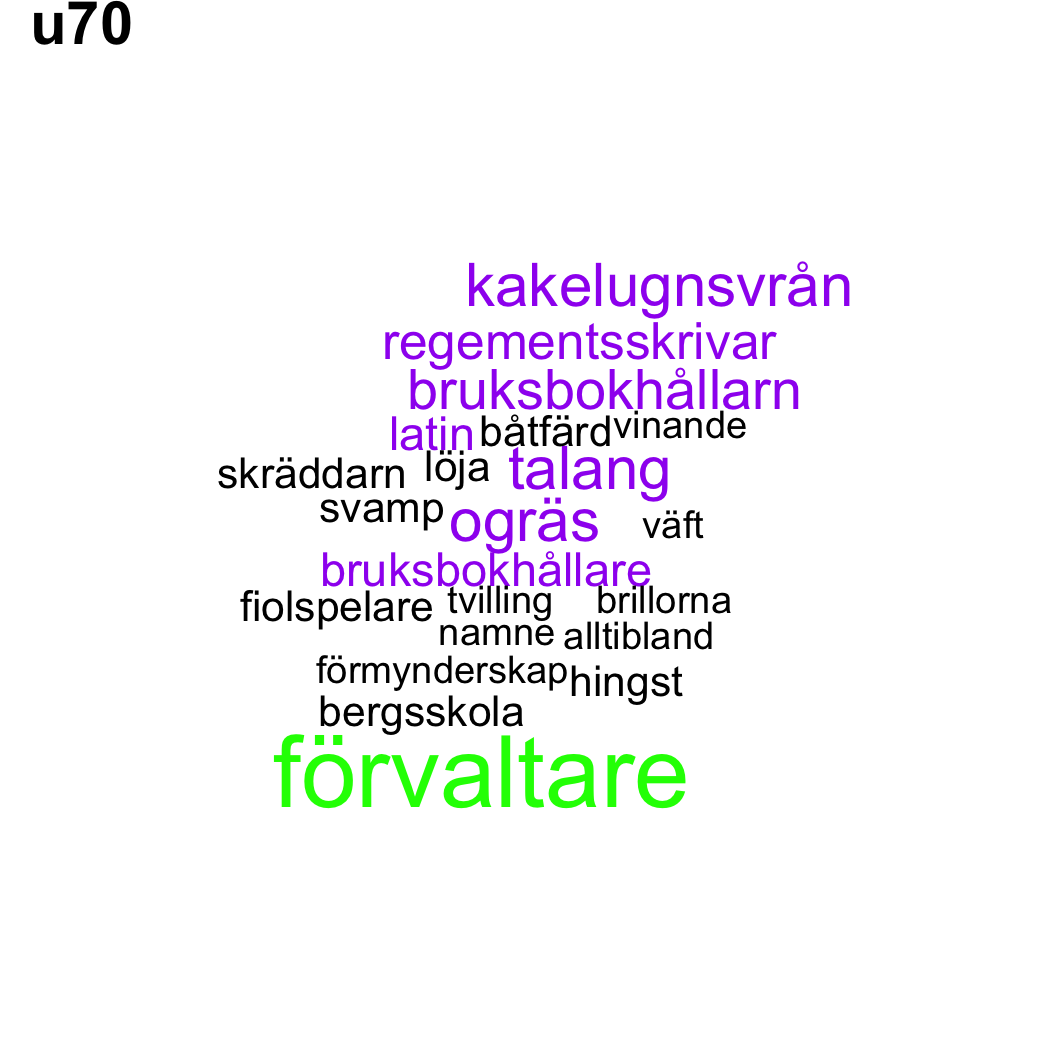 u70
kakelugnsvrån
regementsskrivar
bruksbokhållarn
latin båtfärd vinande
skräddarn löja talang
svamp ogräs väft
bruksbokhållare
fiolspelare tvilling brillorna
namne alltibland
förmynderskap hingst
bergsskola
förvaltare